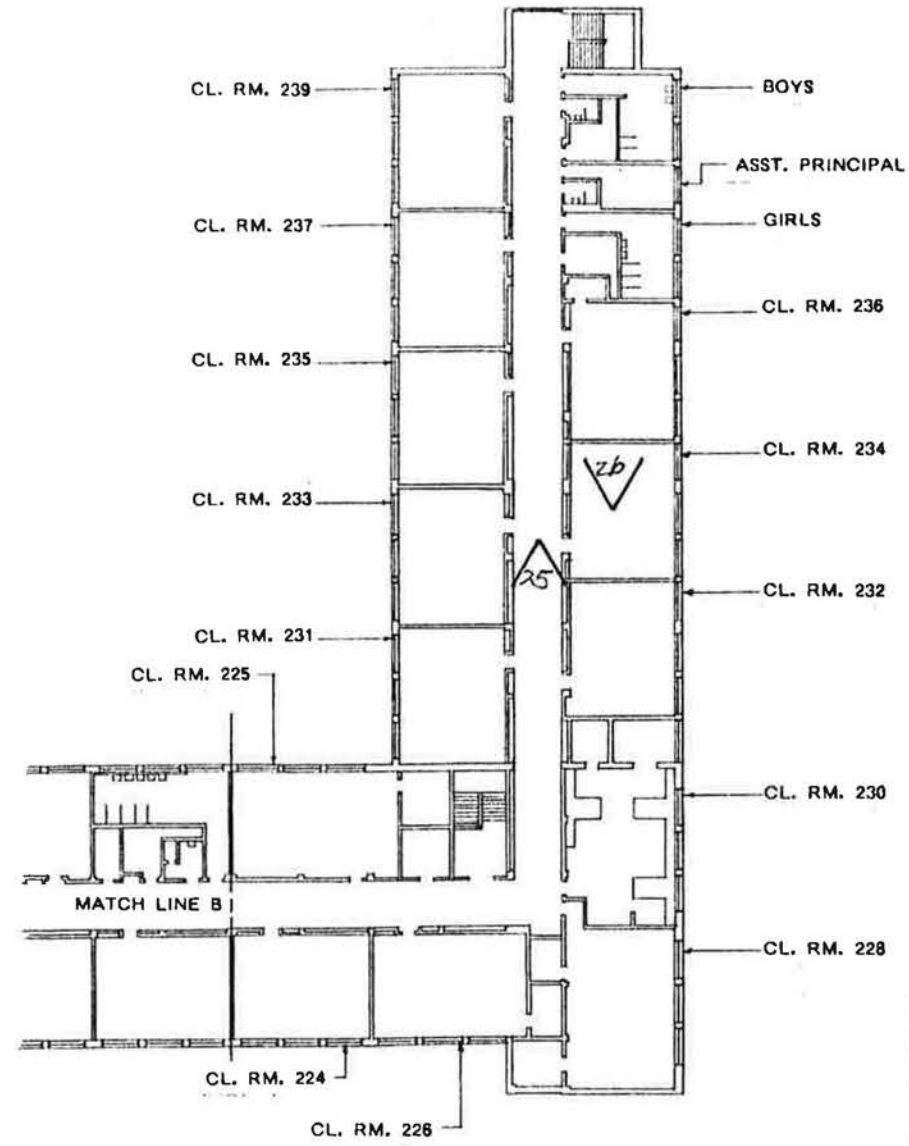 CL. RM. 239
BOYS
ASST. PRINCIPAL
CL. RM. 237
GIRLS
CL. RM. 236
CL. RM. 235
CL. RM. 234
26
CL. RM. 233
25
CL. RM. 232
CL. RM. 231
CL. RM. 225
CL. RM. 230
MATCH LINE B
CL. RM. 228
CL. RM. 224
CL. RM. 226